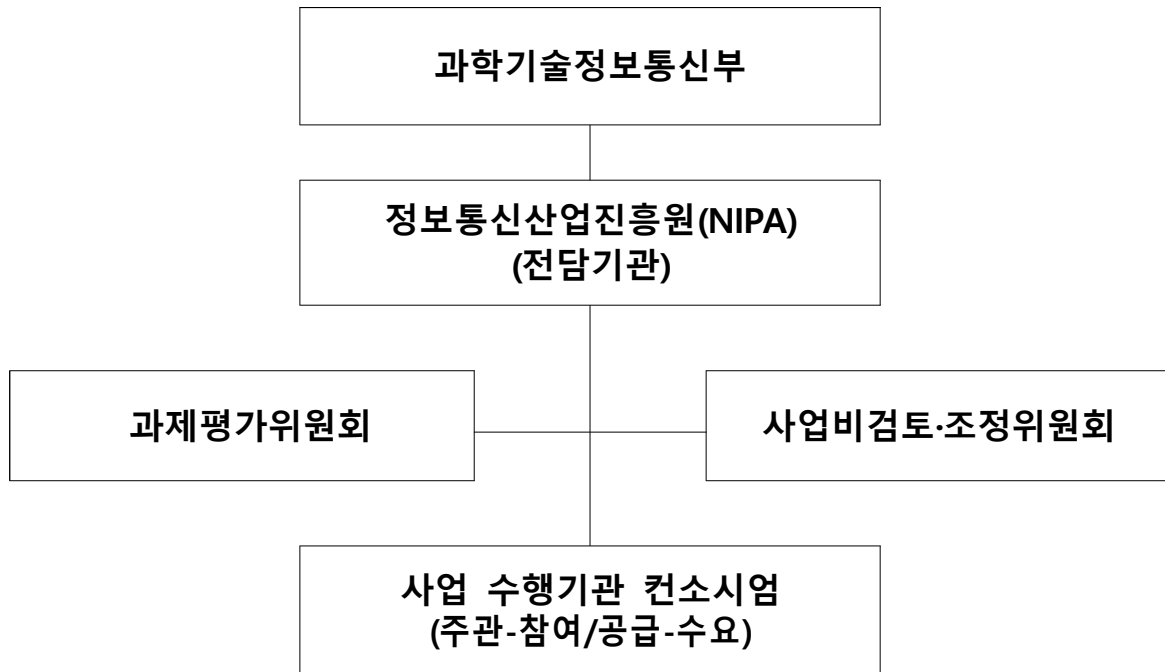 과학기술정보통신부
정보통신산업진흥원(NIPA)
(전담기관)
과제평가위원회
사업비검토·조정위원회
사업 수행기관 컨소시엄
(주관-참여/공급-수요)